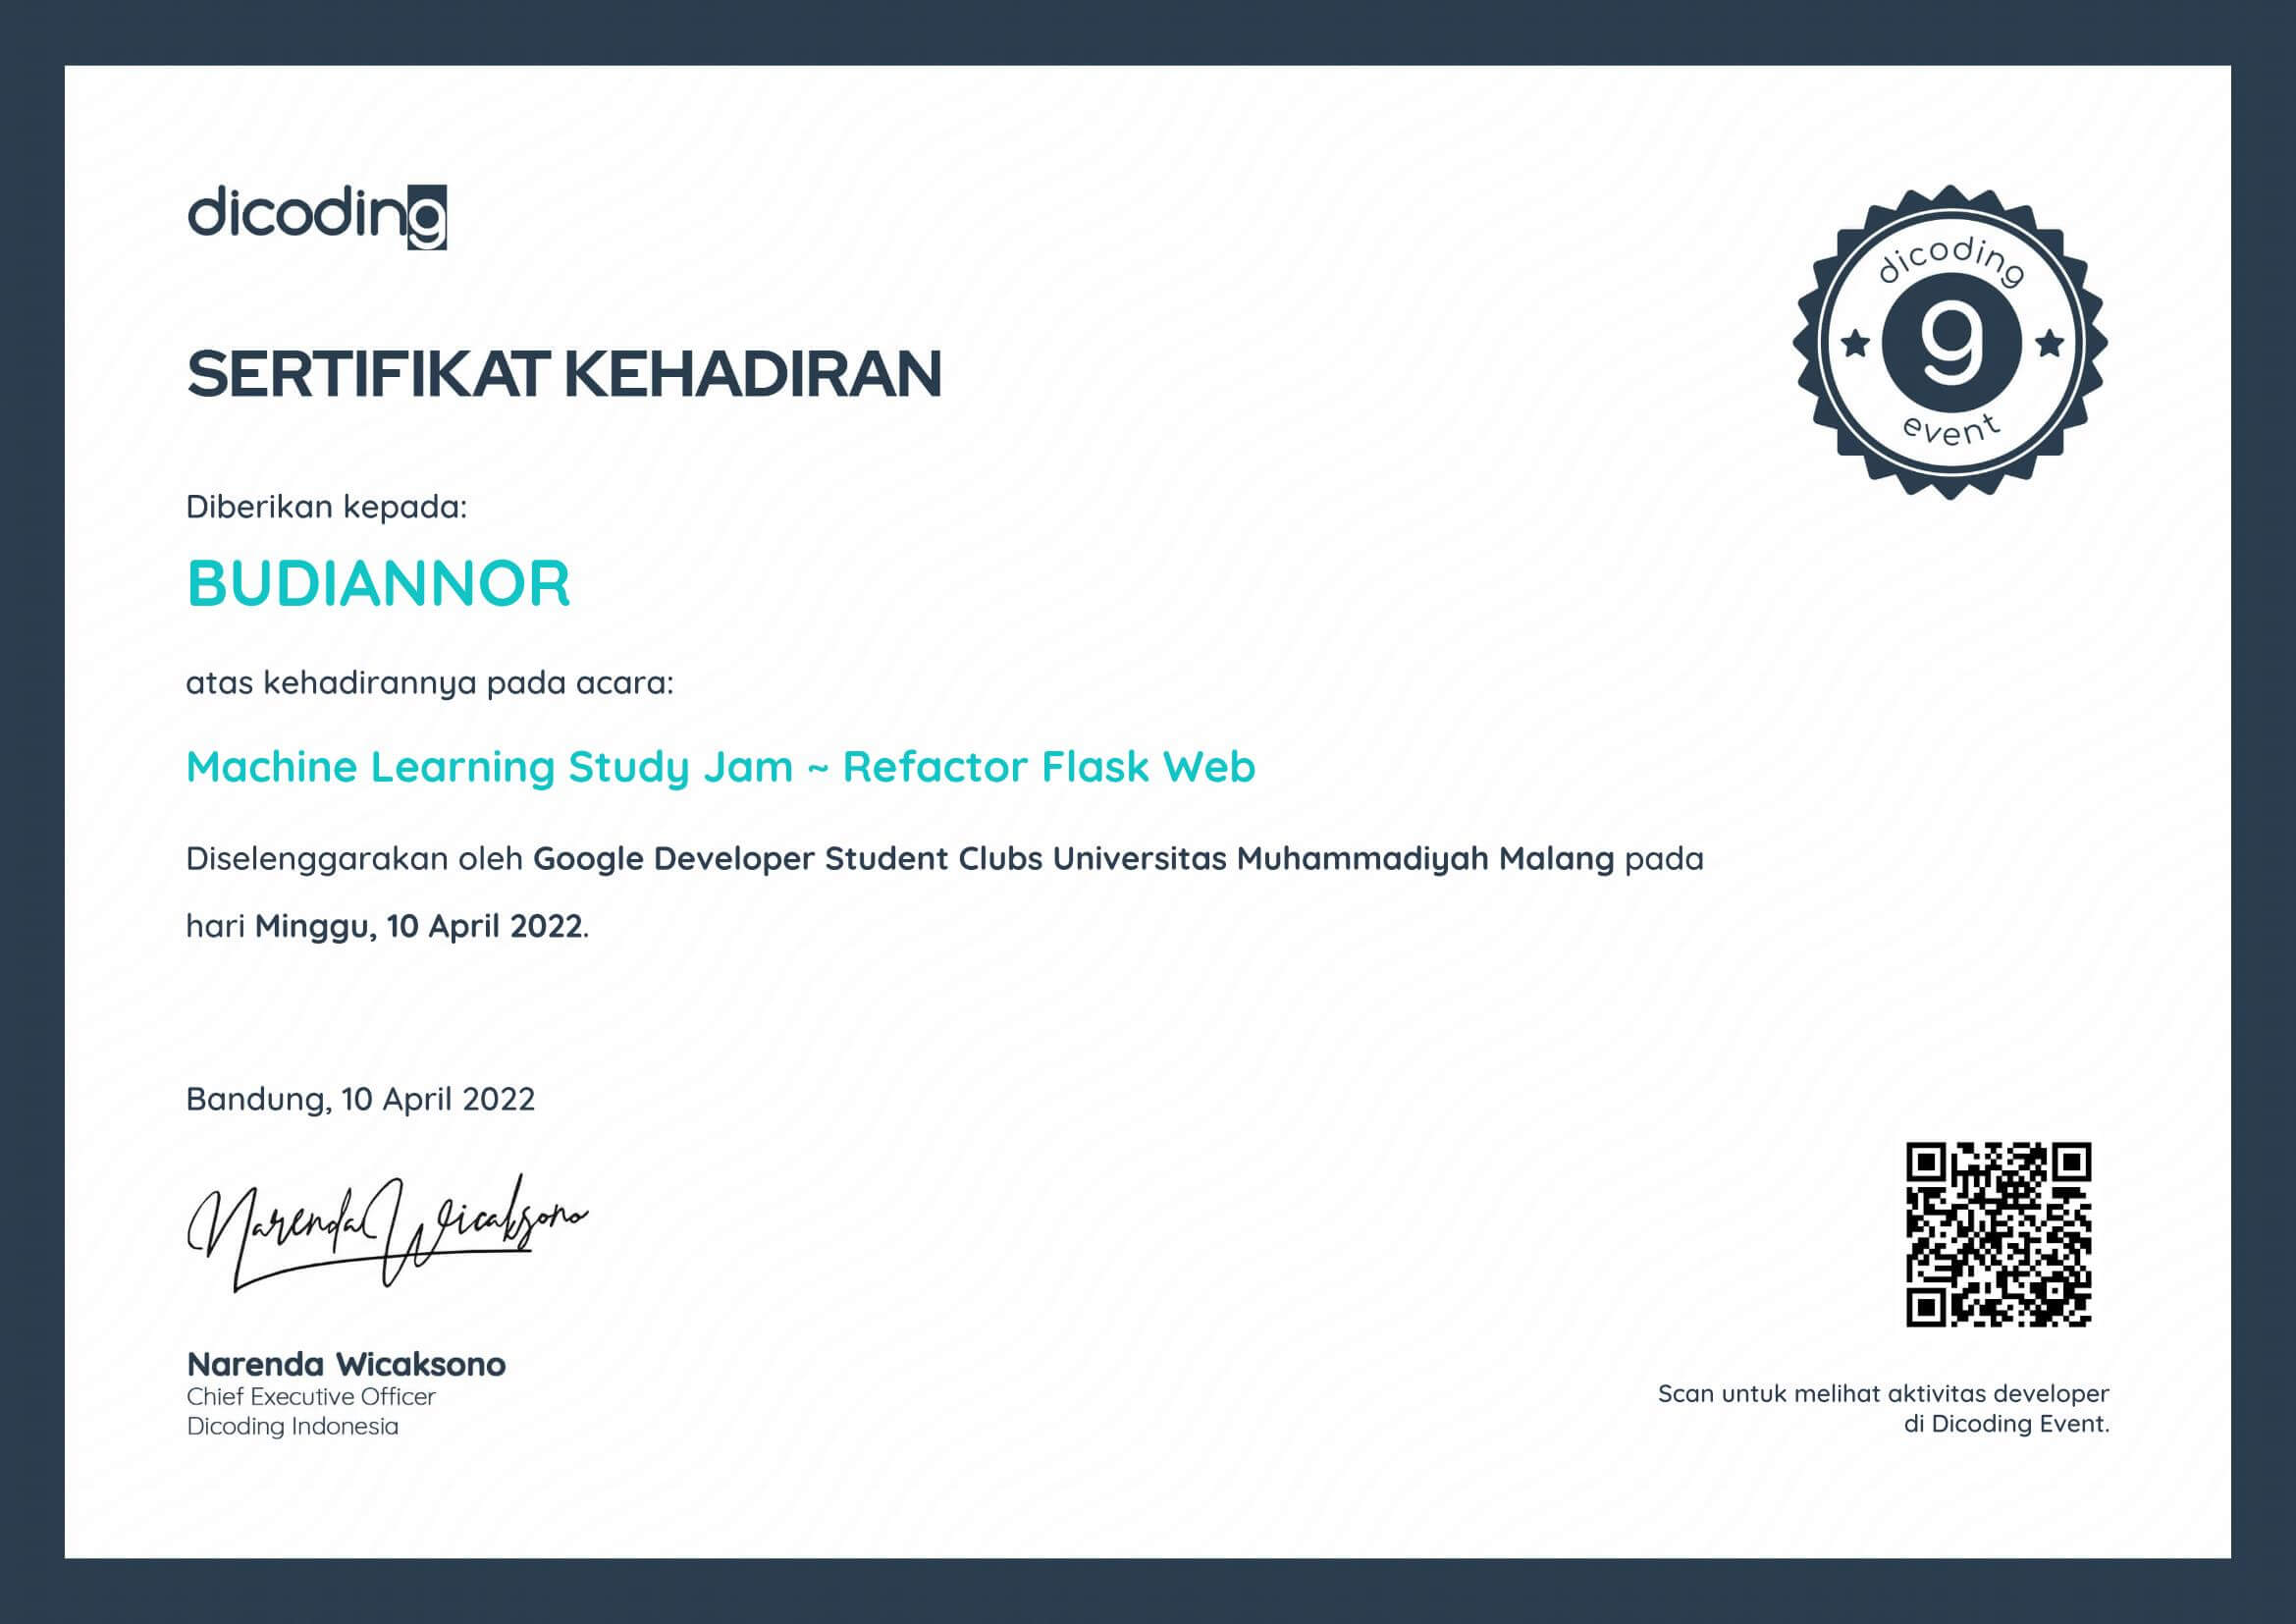 dicoding
dicoding
g
event
SERTIFIKAT KEHADIRAN
Diberikan kepada:
BUDIANNOR
atas kehadirannya pada acara:
Machine Learning Study Jam ~ Refactor Flask Web
Diselenggarakan oleh Google Developer Student Clubs Universitas Muhammadiyah Malang pada
hari Minggu, 10 April 2022.
Bandung, 10 April 2022
Narenda Wicaksono
Narenda Wicaksono
Chief Executive Officer
Dicoding Indonesia
Scan untuk melihat aktivitas developer
di Dicoding Event.